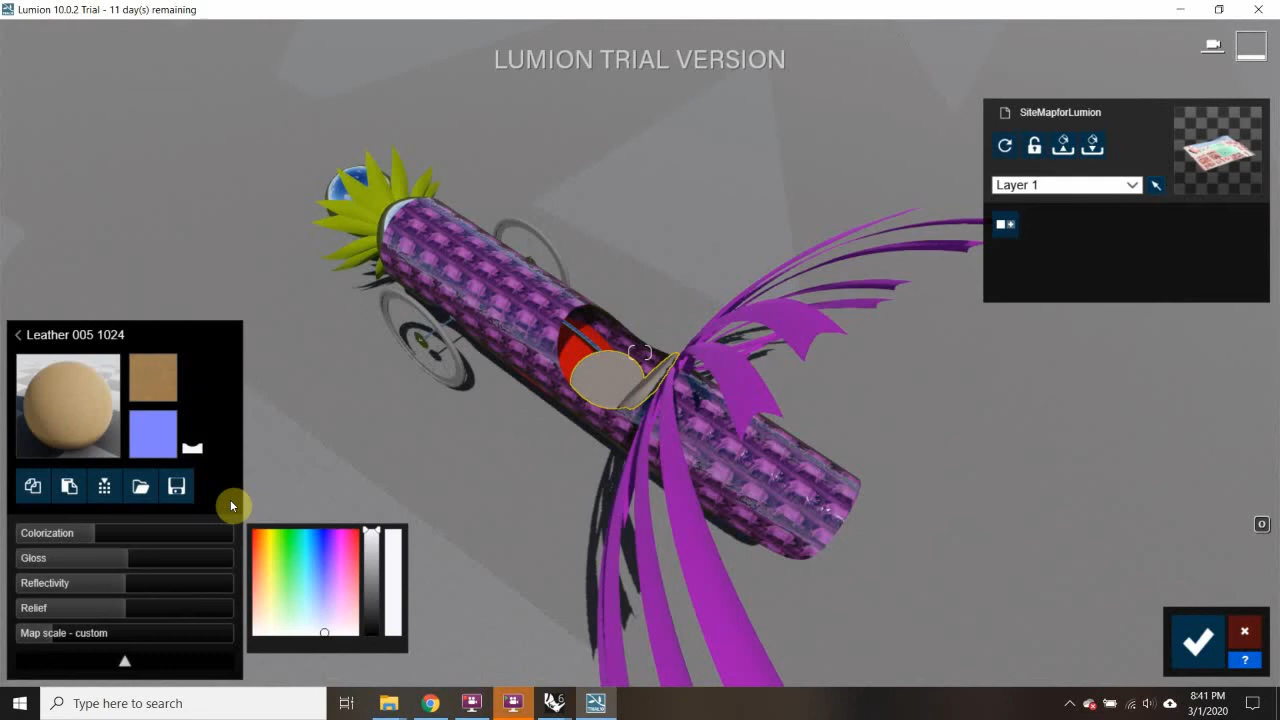 Lumion 10.0.2 Trial - 11 day(s) remaining
LUMION TRIAL VERSION
SiteMapforLumion
Layer 1
Leather 005 1024
Colorization
Gloss
Reflectivity
Relief
Map scale - custom
O
?
Type here to search
6
8:41 PM
3/1/2020